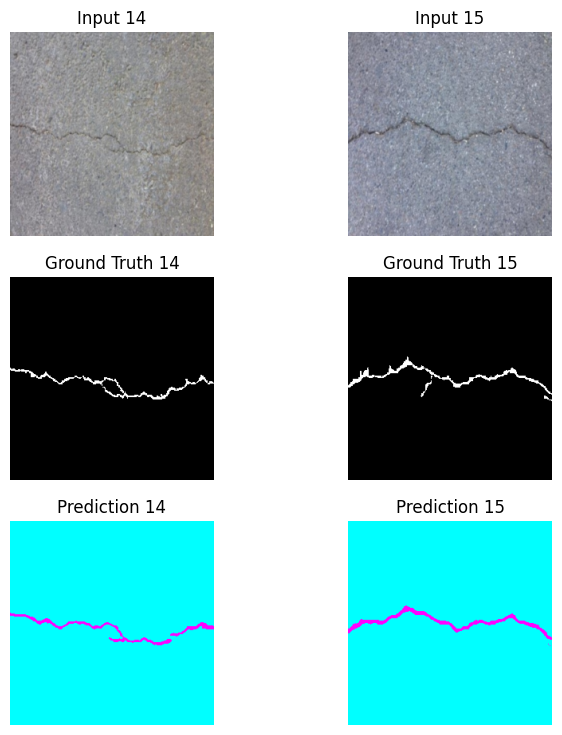 Input 14
Input 15
Ground Truth 14
Ground Truth 15
Prediction 14
Prediction 15